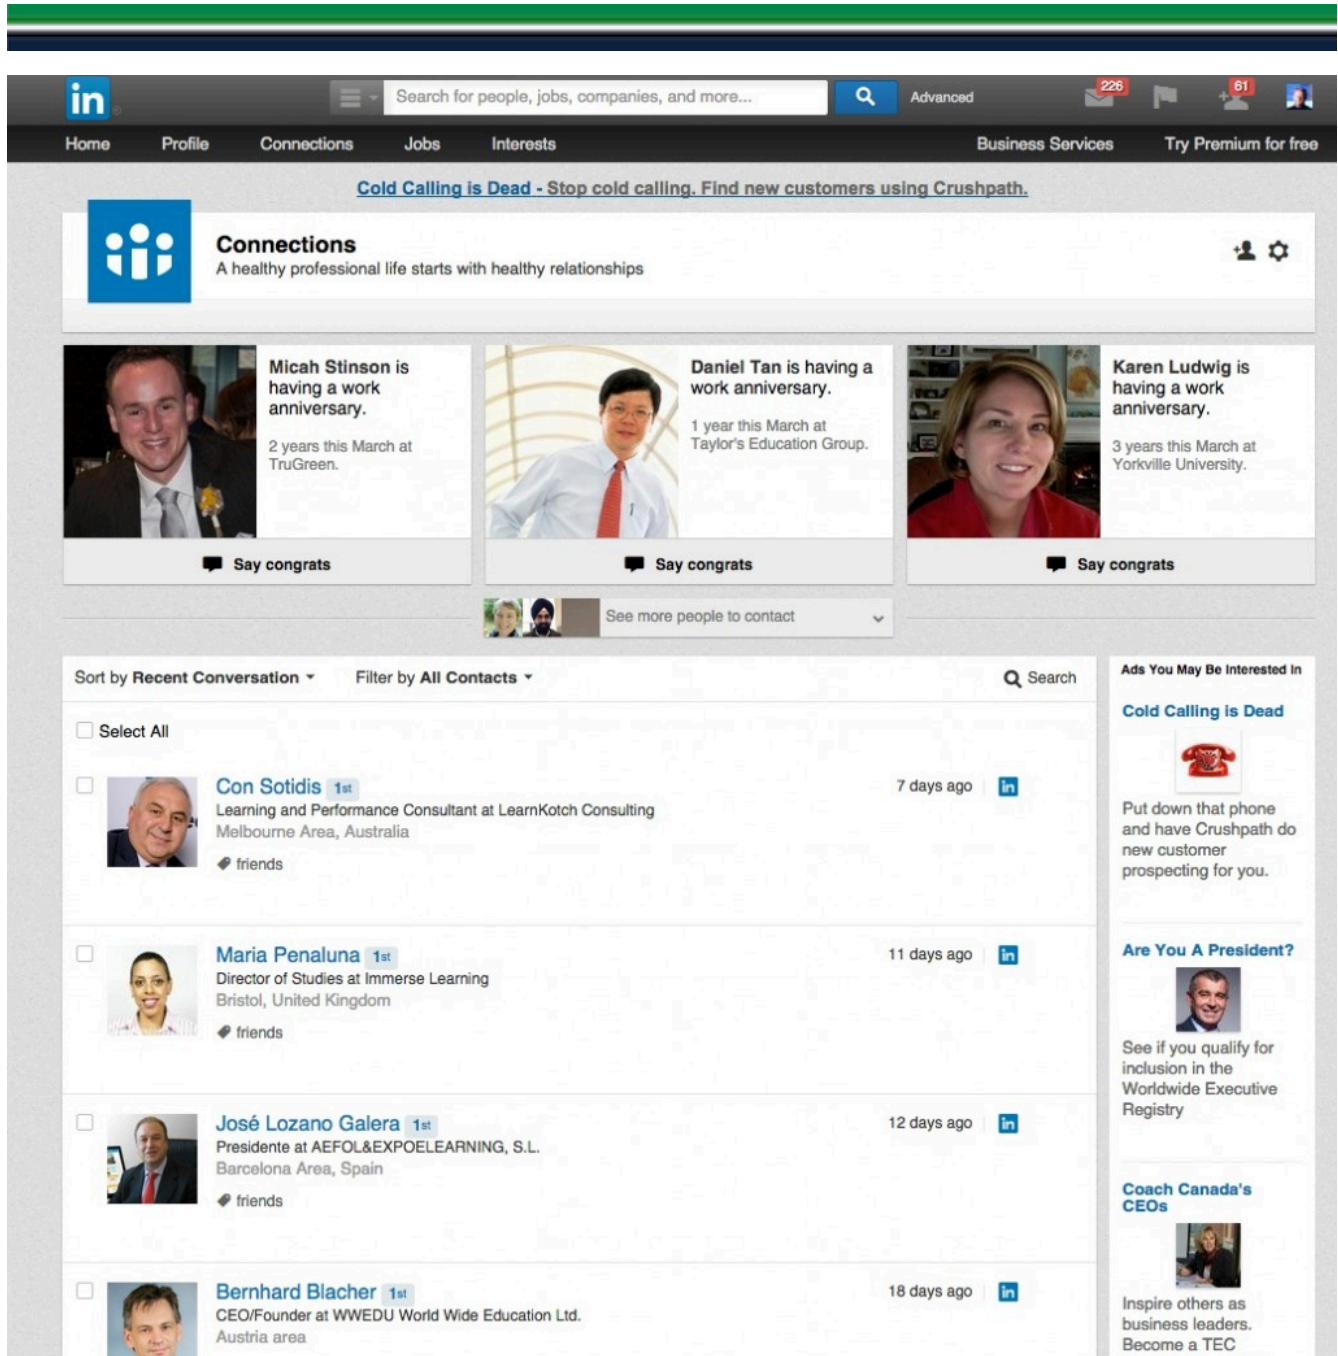 in
Search for people, jobs, companies, and more...
Advanced
226
61
Home Profile Connections Jobs Interests Business Services Try Premium for free
Cold Calling is Dead - Stop cold calling. Find new customers using Crushpath.
Connections
A healthy professional life starts with healthy relationships
Micah Stinson is
having a work
anniversary.
2 years this March at
TruGreen.
Say congrats
Daniel Tan is having a
work anniversary.
1 year this March at
Taylor's Education Group.
Say congrats
Karen Ludwig is
having a work
anniversary.
3 years this March at
Yorkville University.
Say congrats
See more people to contact
Sort by Recent Conversation Filter by All Contacts Search
Select All
Con Sotidis 1st 7 days ago in
Learning and Performance Consultant at LearnKotch Consulting
Melbourne Area, Australia
friends
Maria Penaluna 1st 11 days ago in
Director of Studies at Immerse Learning
Bristol, United Kingdom
friends
José Lozano Galera 1st 12 days ago in
Presidente at AEFOL&EXPOELEARNING, S.L.
Barcelona Area, Spain
friends
Bernhard Blacher 1st 18 days ago in
CEO/Founder at WWEDU World Wide Education Ltd.
Austria area
Ads You May Be Interested In
Cold Calling is Dead
Put down that phone
and have Crushpath do
new customer
prospecting for you.
Are You A President?
See if you qualify for
inclusion in the
Worldwide Executive
Registry
Coach Canada's
CEOs
Inspire others as
business leaders.
Become a TEC